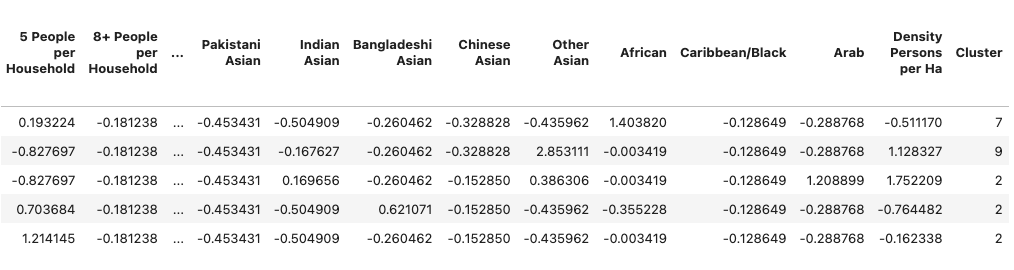 5 People per Household 8+ People per Household ... Pakistani Asian Indian Asian Bangladeshi Asian Chinese Asian Other Asian African Caribbean/Black Arab Density Persons per Ha Cluster
0.193224 -0.181238 ... -0.453431 -0.504909 -0.260462 -0.328828 -0.435962 1.403820 -0.128649 -0.288768 -0.511170 7
-0.827697 -0.181238 ... -0.453431 -0.167627 -0.260462 -0.328828 2.853111 -0.003419 -0.128649 -0.288768 1.128327 9
-0.827697 -0.181238 ... -0.453431 0.169656 -0.260462 -0.152850 0.386306 -0.003419 -0.128649 1.208899 1.752209 2
0.703684 -0.181238 ... -0.453431 -0.504909 0.621071 -0.152850 -0.435962 -0.355228 -0.128649 -0.288768 -0.764482 2
1.214145 -0.181238 ... -0.453431 -0.504909 -0.260462 -0.152850 -0.435962 -0.003419 -0.128649 -0.288768 -0.162338 2